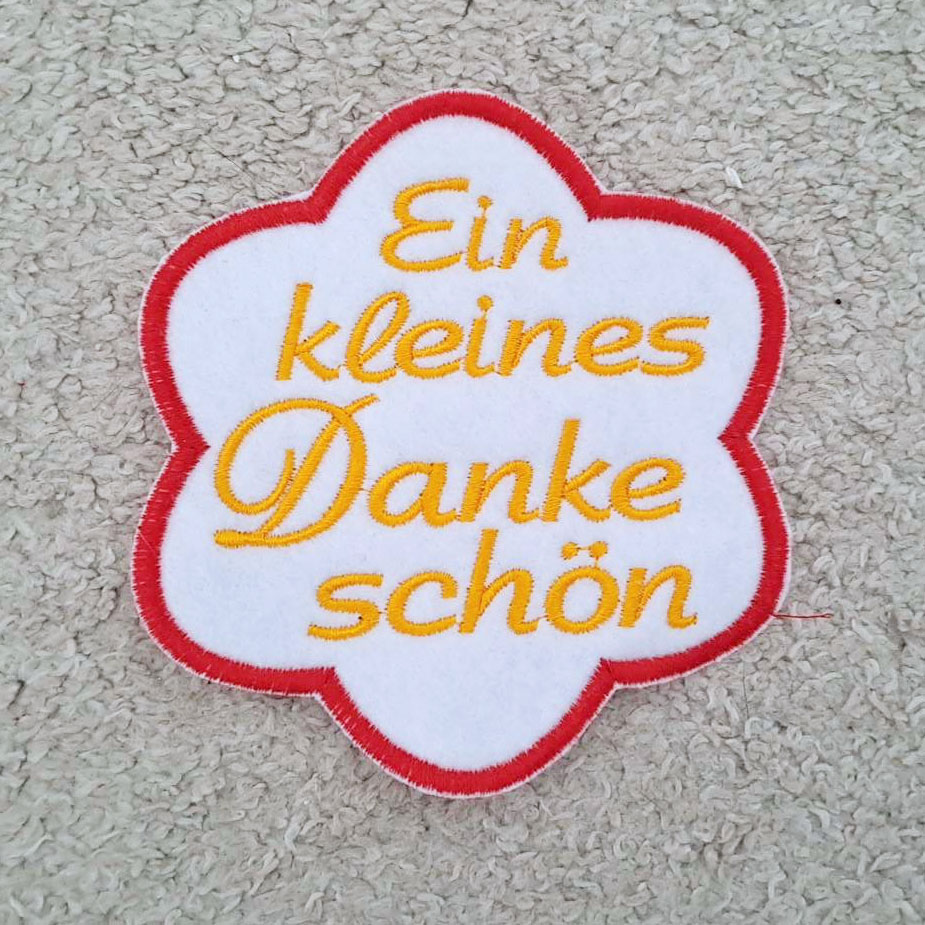 Ein
kleines
Danke
schön